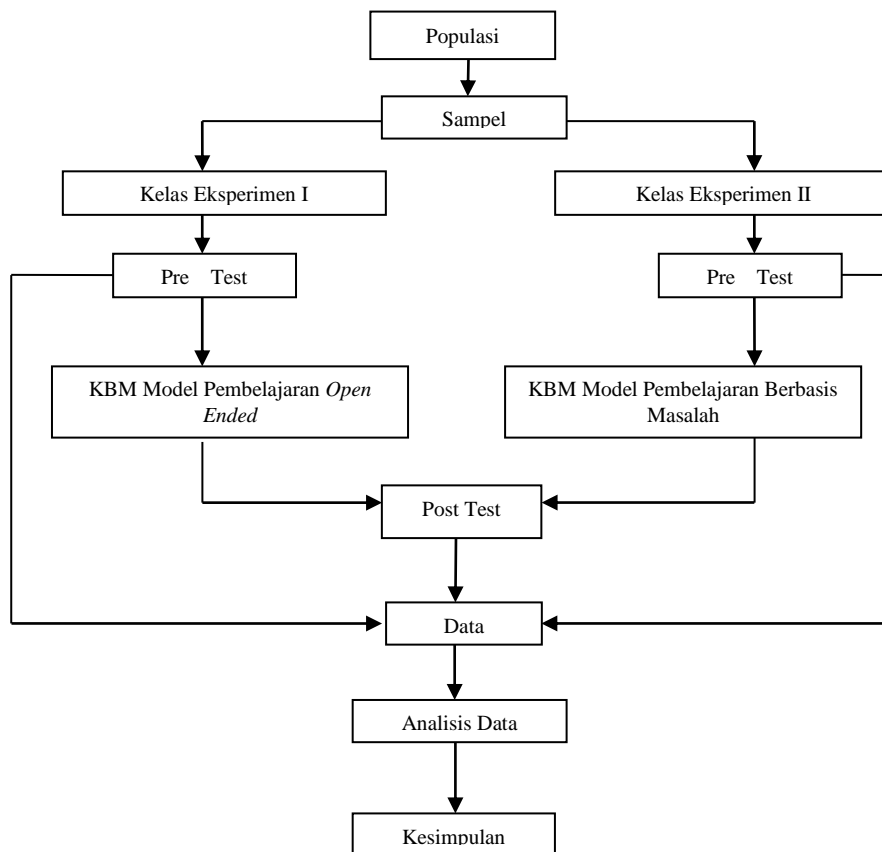 Populasi
Sampel
Kelas Eksperimen I
Kelas Eksperimen II
Pre Test
Pre Test
KBM Model Pembelajaran Open
Ended
KBM Model Pembelajaran Berbasis
Masalah
Post Test
Data
Analisis Data
Kesimpulan